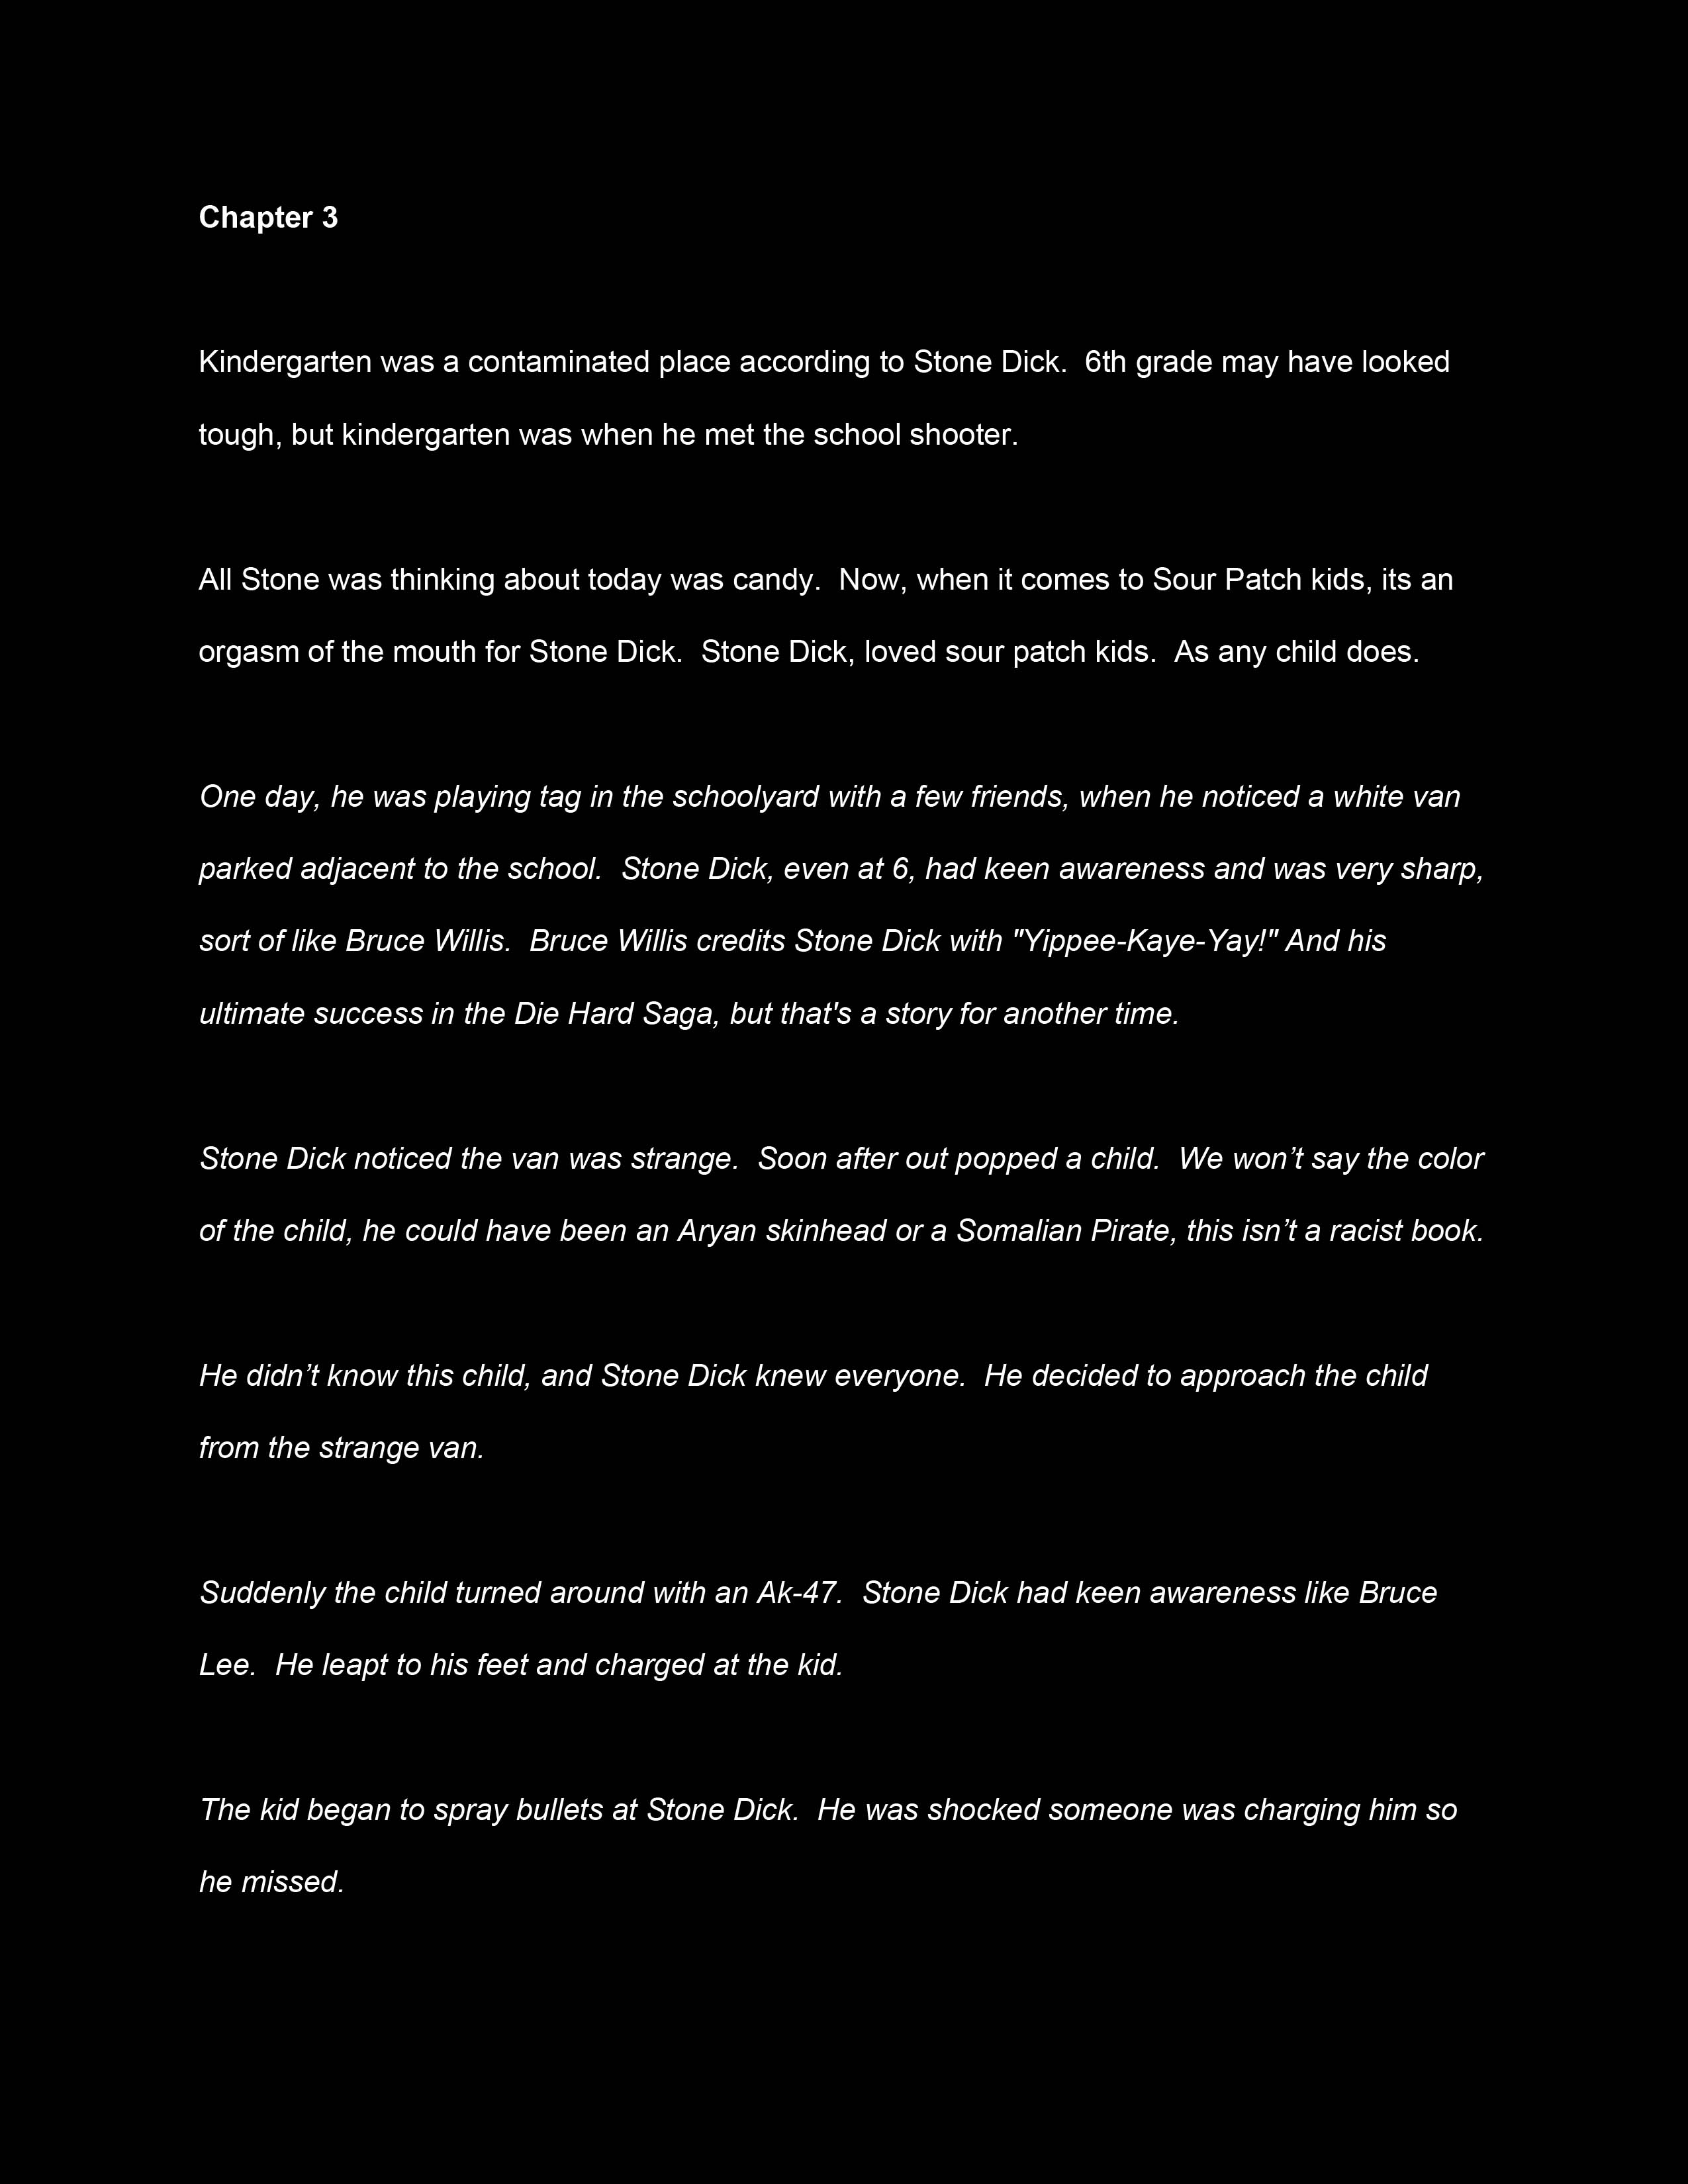 Chapter 3
Kindergarten was a contaminated place according to Stone Dick.  6th grade may have looked
tough, but kindergarten was when he met the school shooter.
All Stone was thinking about today was candy.  Now, when it comes to Sour Patch kids, its an
orgasm of the mouth for Stone Dick.  Stone Dick, loved sour patch kids.  As any child does.
One day, he was playing tag in the schoolyard with a few friends, when he noticed a white van
parked adjacent to the school.  Stone Dick, even at 6, had keen awareness and was very sharp,
sort of like Bruce Willis.  Bruce Willis credits Stone Dick with "Yippee-Kaye-Yay!" And his
ultimate success in the Die Hard Saga, but that's a story for another time.
Stone Dick noticed the van was strange.  Soon after out popped a child.  We won’t say the color
of the child, he could have been an Aryan skinhead or a Somalian Pirate, this isn’t a racist book.
He didn’t know this child, and Stone Dick knew everyone.  He decided to approach the child
from the strange van.
Suddenly the child turned around with an Ak-47.  Stone Dick had keen awareness like Bruce
Lee.  He leapt to his feet and charged at the kid.
The kid began to spray bullets at Stone Dick.  He was shocked someone was charging him so
he missed.